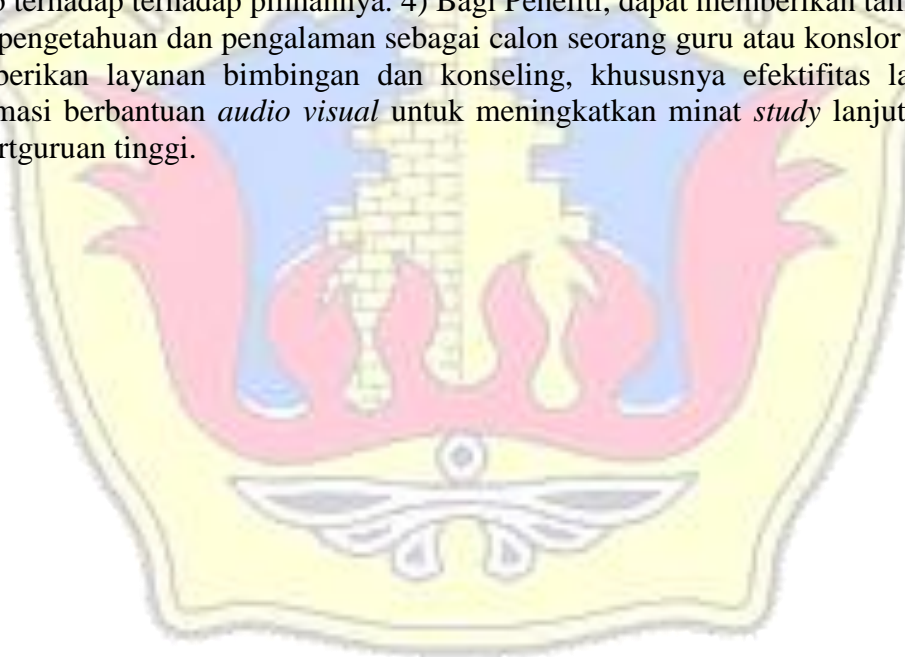 terhadap terhadap pilihannya. 4) Bagi Peneliti, dapat memberikan
pengetahuan dan pengalaman sebagai calon seorang guru atau konslor
berikan layanan bimbingan dan konseling, khususnya efektifitas la
masi berbantuan audio visual untuk meningkatkan minat study lanjut
rtguruan tinggi.